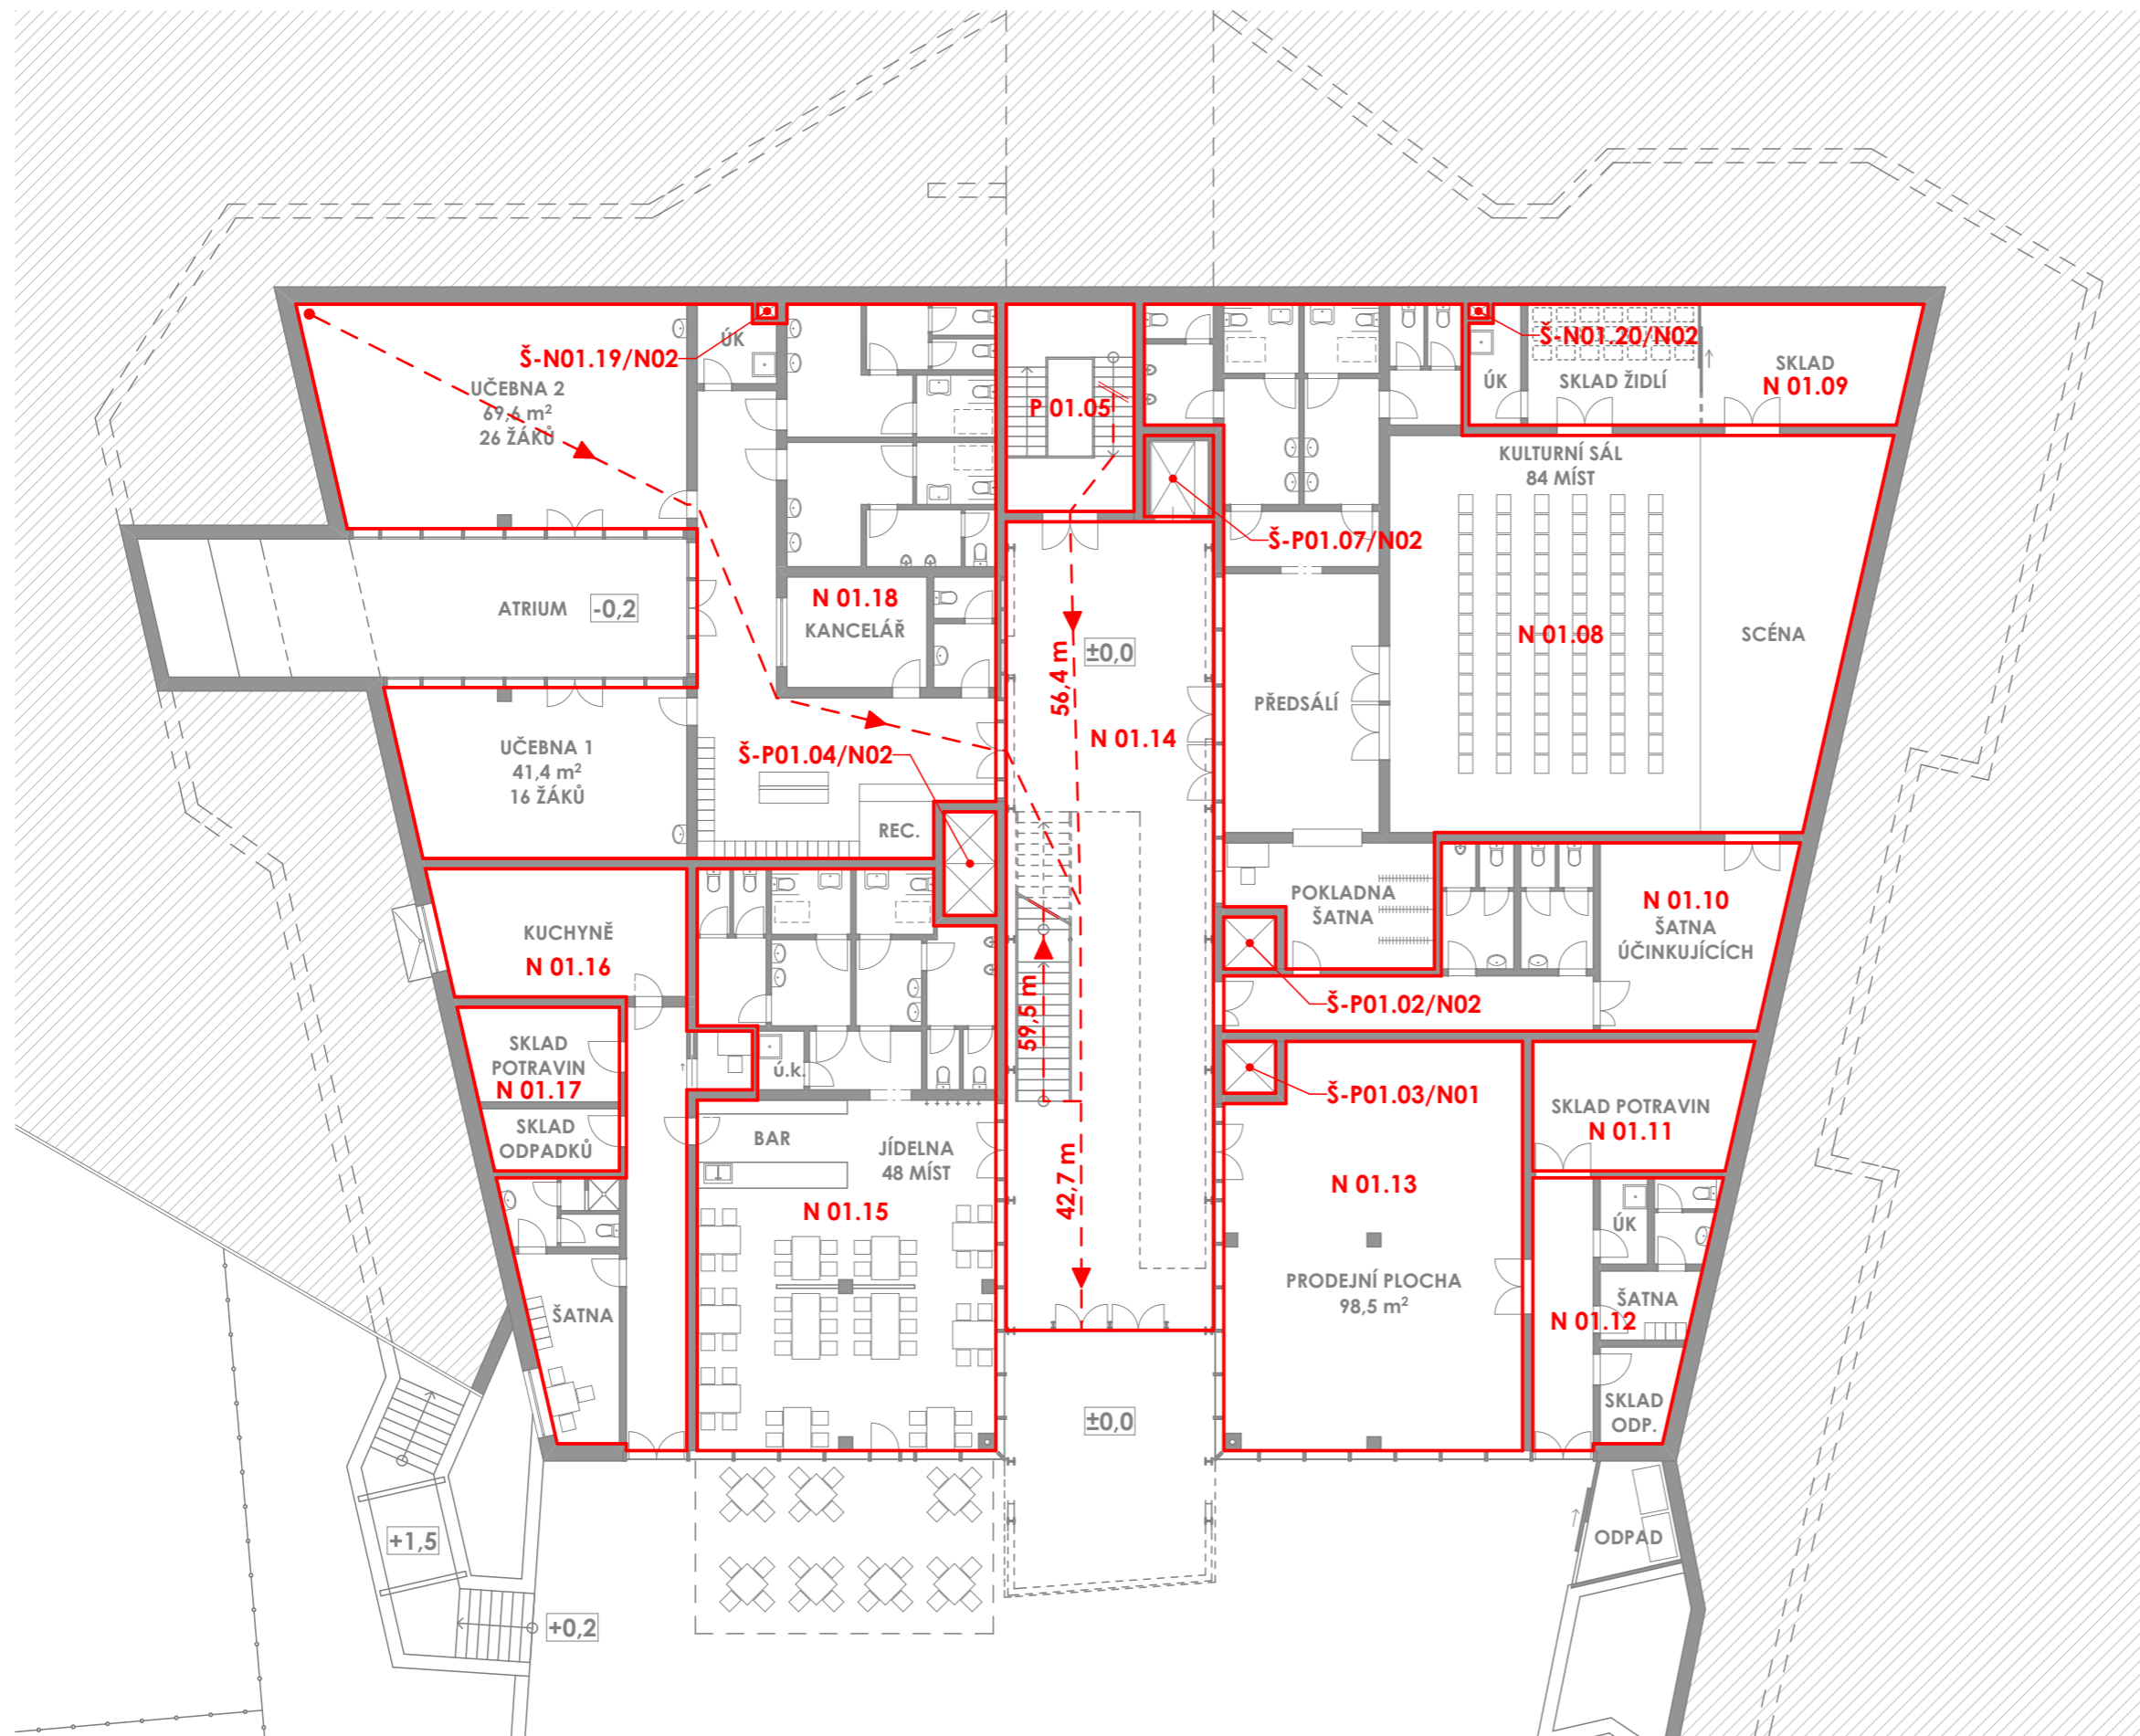 ÚK
Š-N01.19/N02
UČEBNA 2
69,6 m²
26 ŽÁKŮ
P 01.05
Š-N01.20/N02
ÚK
SKLAD ŽIDLÍ
SKLAD
N 01.09
KULTURNÍ SÁL
84 MÍST
Š-P01.07/N02
ATRIUM
-0,2
N 01.18
KANCELÁŘ
±0,0
56,4 m
N 01.08
SCÉNA
PŘEDSÁLÍ
N 01.14
UČEBNA 1
41,4 m²
16 ŽÁKŮ
Š-P01.04/N02
REC.
POKLADNA
ŠATNA
N 01.10
ŠATNA
ÚČINKUJÍCÍCH
KUCHYNĚ
N 01.16
59,5 m
Š-P01.02/N02
SKLAD
POTRAVIN
N 01.17
ú.k.
Š-P01.03/N01
SKLAD POTRAVIN
N 01.11
SKLAD
ODPADKŮ
BAR
JÍDELNA
48 MÍST
42,7 m
N 01.13
N 01.15
ÚK
PRODEJNÍ PLOCHA
98,5 m²
ŠATNA
ŠATNA
N 01.12
SKLAD
ODP.
±0,0
+1,5
ODPAD
+0,2